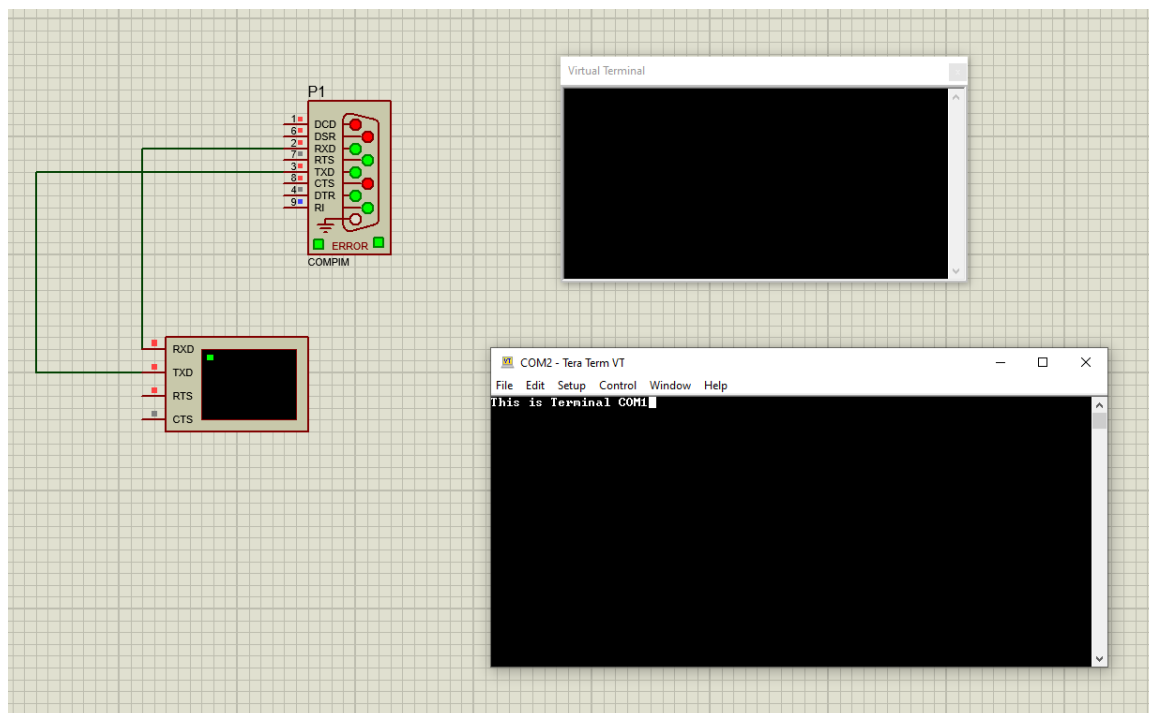 P1
1 DCD
6 DSR
2 RXD
7 RTS
3 TXD
8 CTS
4 DTR
9 RI
ERROR
COMPIM
RXD
TXD
RTS
CTS
Virtual Terminal
VT COM2 - Tera Term VT
File Edit Setup Control Window Help
This is Terminal COM1